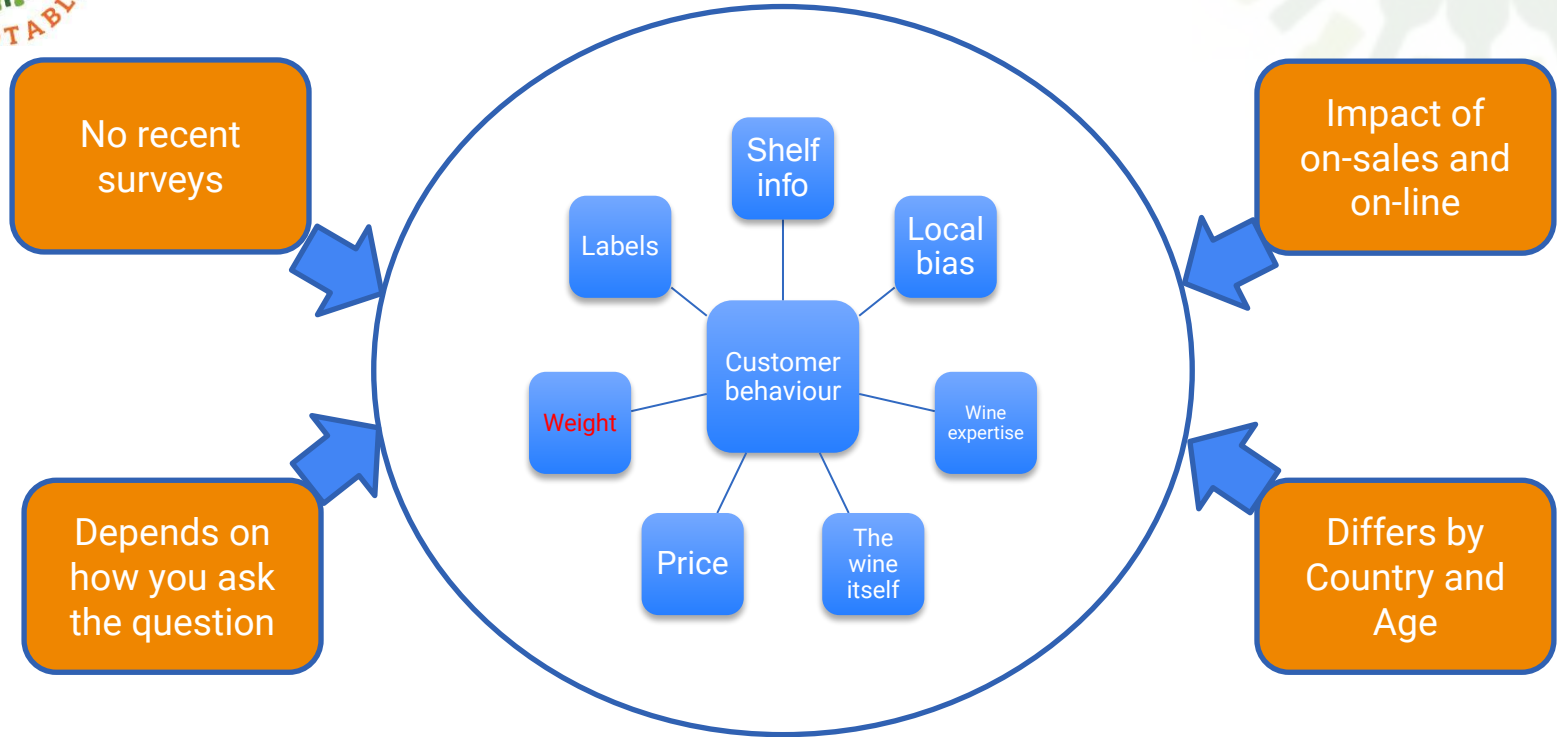 No recent
surveys
Impact of
on-sales and
on-line
Shelf
info
Labels
Local
bias
Customer
behaviour
Weight
Wine
expertise
Price
The
wine
itself
Depends on
how you ask
the question
Differs by
Country and
Age